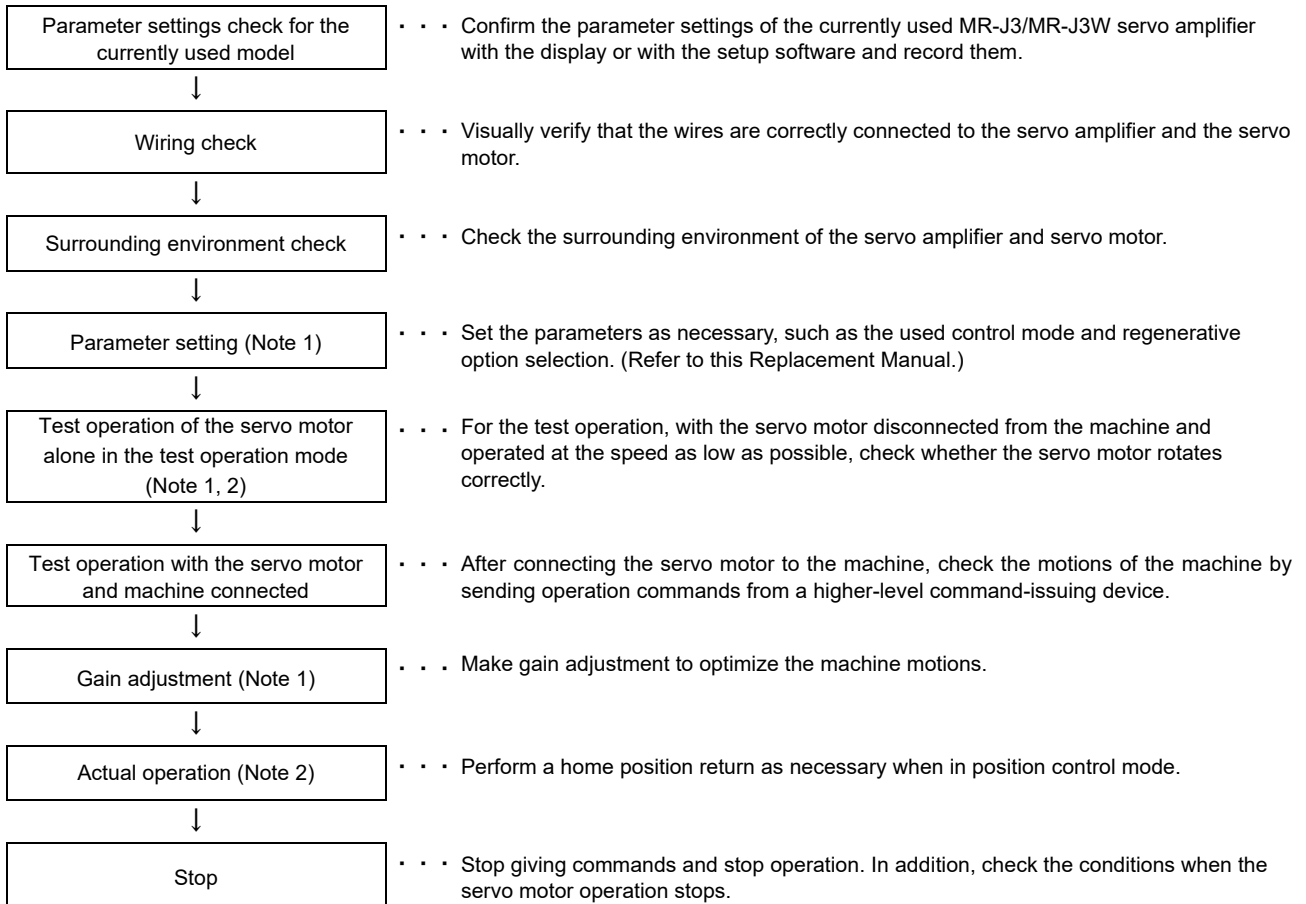 Parameter settings check for the
currently used model
・ ・ ・ Confirm the parameter settings of the currently used MR-J3/MR-J3W servo amplifier
with the display or with the setup software and record them.
↓
Wiring check
・ ・ ・ Visually verify that the wires are correctly connected to the servo amplifier and the servo
motor.
↓
Surrounding environment check
・ ・ ・ Check the surrounding environment of the servo amplifier and servo motor.
↓
Parameter setting (Note 1)
・ ・ ・ Set the parameters as necessary, such as the used control mode and regenerative
option selection. (Refer to this Replacement Manual.)
↓
Test operation of the servo motor
alone in the test operation mode
(Note 1, 2)
・ ・ ・ For the test operation, with the servo motor disconnected from the machine and
operated at the speed as low as possible, check whether the servo motor rotates
correctly.
↓
Test operation with the servo motor
and machine connected
・ ・ ・ After connecting the servo motor to the machine, check the motions of the machine by
sending operation commands from a higher-level command-issuing device.
↓
Gain adjustment (Note 1)
・ ・ ・ Make gain adjustment to optimize the machine motions.
↓
Actual operation (Note 2)
・ ・ ・ Perform a home position return as necessary when in position control mode.
↓
Stop
・ ・ ・ Stop giving commands and stop operation. In addition, check the conditions when the
servo motor operation stops.